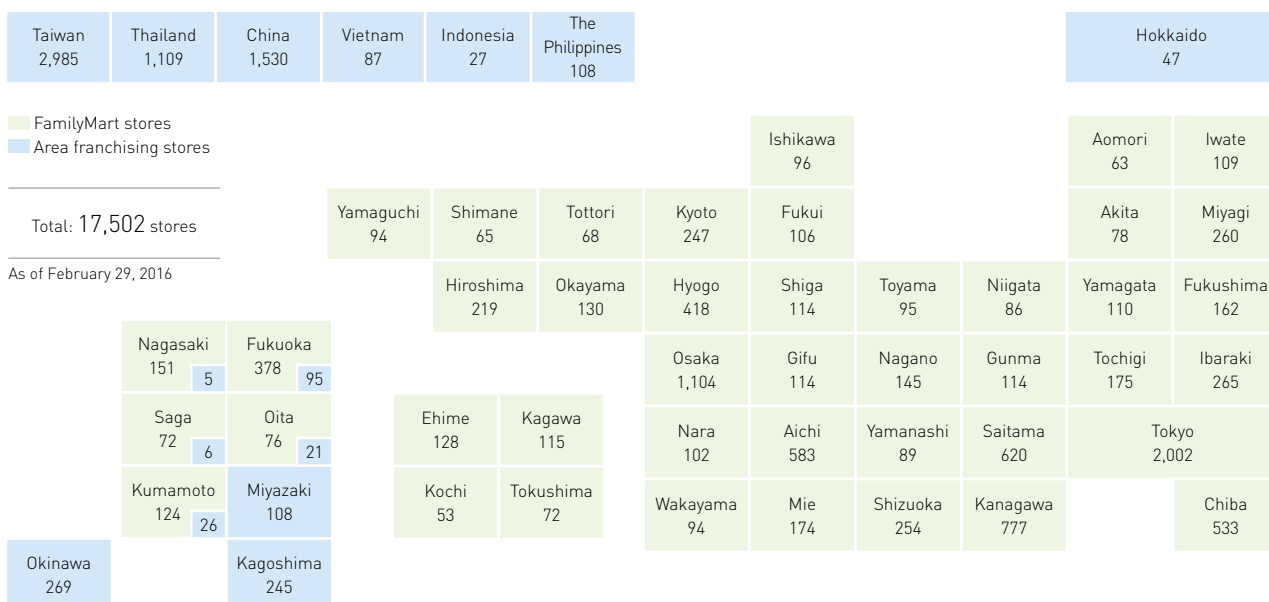 Taiwan
2,985
Thailand
1,109
China
1,530
Vietnam
87
Indonesia
27
The
Philippines
108
Hokkaido
47
FamilyMart stores
Area franchising stores
Total: 17,502 stores
As of February 29, 2016
Ishikawa
96
Aomori
63
Iwate
109
Yamaguchi
94
Shimane
65
Tottori
68
Kyoto
247
Fukui
106
Akita
78
Miyagi
260
Hiroshima
219
Okayama
130
Hyogo
418
Shiga
114
Toyama
95
Niigata
86
Yamagata
110
Fukushima
162
Nagasaki
151
5
Fukuoka
378
95
Osaka
1,104
Gifu
114
Nagano
145
Gunma
114
Tochigi
175
Ibaraki
265
Saga
72
6
Oita
76
21
Ehime
128
Kagawa
115
Nara
102
Aichi
583
Yamanashi
89
Saitama
620
Tokyo
2,002
Kumamoto
124
26
Miyazaki
108
Kochi
53
Tokushima
72
Wakayama
94
Mie
174
Shizuoka
254
Kanagawa
777
Chiba
533
Okinawa
269
Kagoshima
245